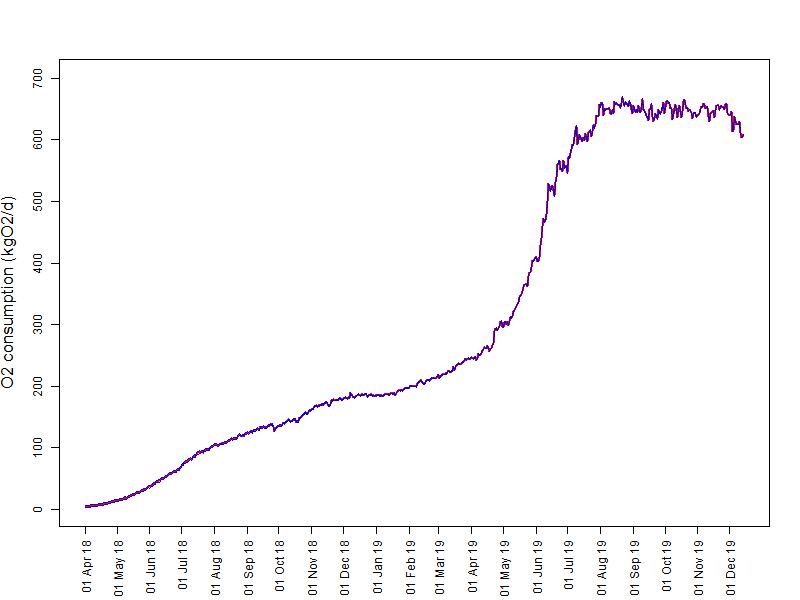 O2 consumption (kgO2/d)
700
600
500
400
300
200
100
0
01 Apr 18
01 May 18
01 Jun 18
01 Jul 18
01 Aug 18
01 Sep 18
01 Oct 18
01 Nov 18
01 Dec 18
01 Jan 19
01 Feb 19
01 Mar 19
01 Apr 19
01 May 19
01 Jun 19
01 Jul 19
01 Aug 19
01 Sep 19
01 Oct 19
01 Nov 19
01 Dec 19